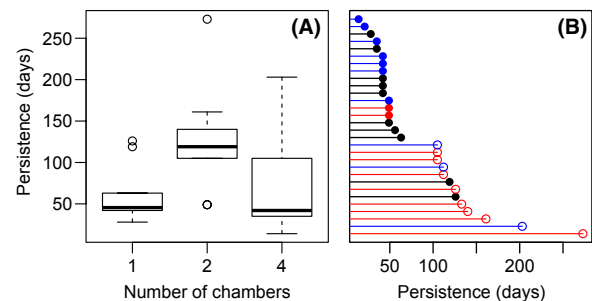 (A)
(B)
Persistence (days)
250
200
150
100
50
1 2 4
Number of chambers
50 100 200
Persistence (days)